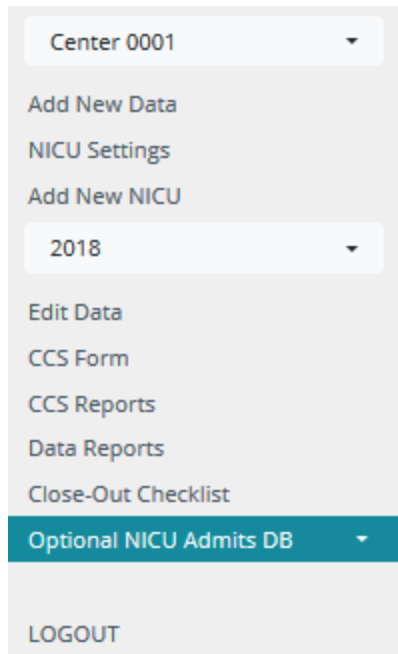 Center 0001
Add New Data
NICU Settings
Add New NICU
2018
Edit Data
CCS Form
CCS Reports
Data Reports
Close-Out Checklist
Optional NICU Admits DB
LOGOUT